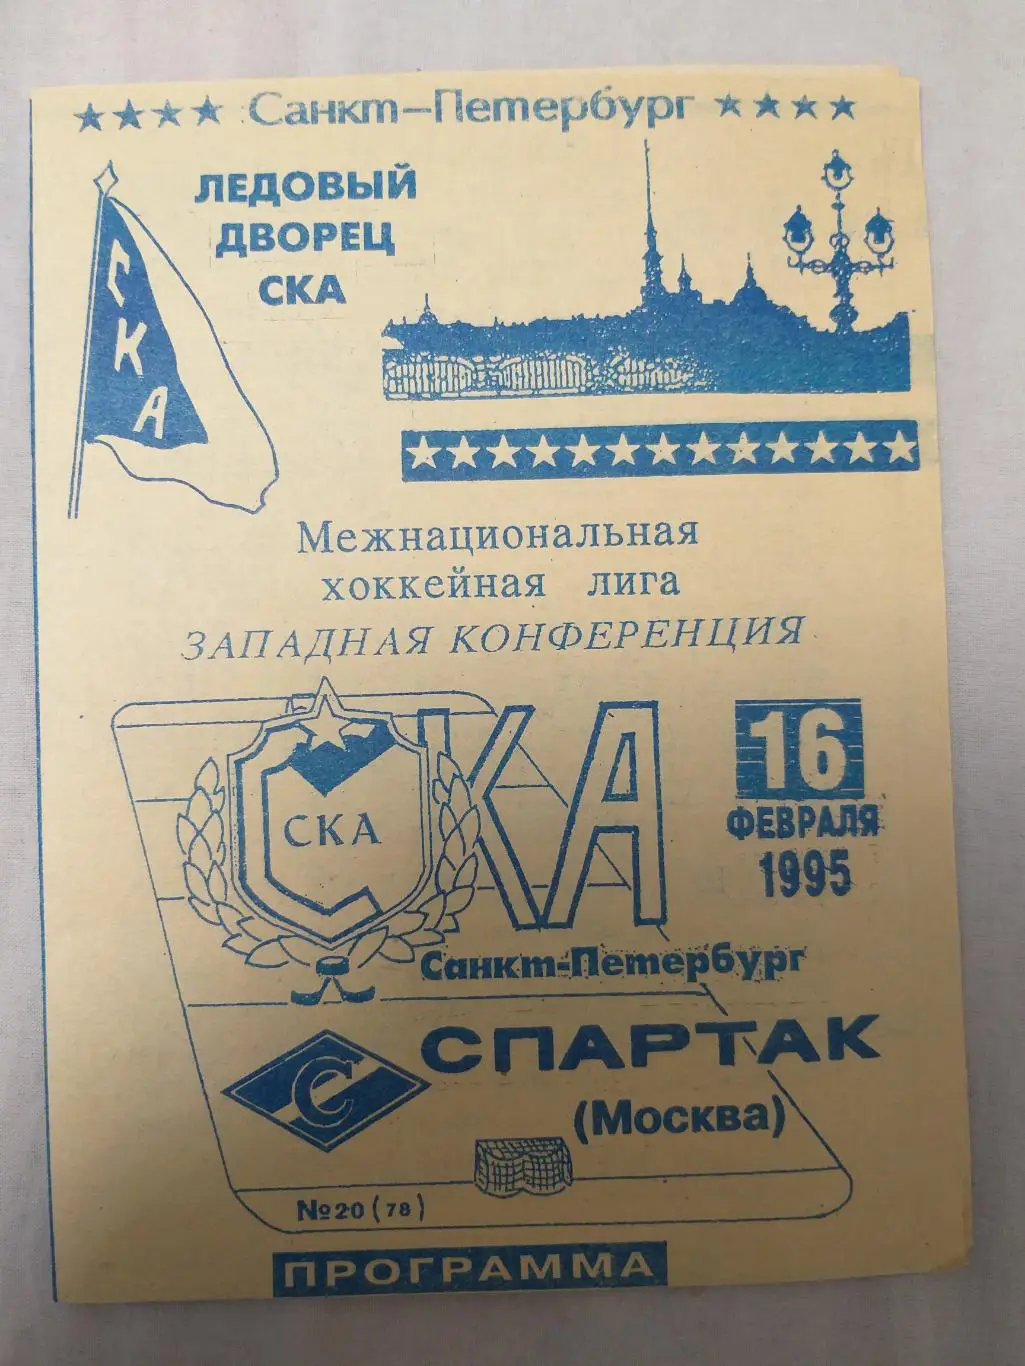 Санкт-Петербург
ЛЕДОВЫЙ
ДВОРЕЦ
СКА
СКА
Межнациональная
хоккейная лига
ЗАПАДНАЯ КОНФЕРЕНЦИЯ
СКА
СКА
16
ФЕВРАЛЯ
1995
Санкт-Петербург
СПАРТАК
(Москва)
С
№20(78)
ПРОГРАММА